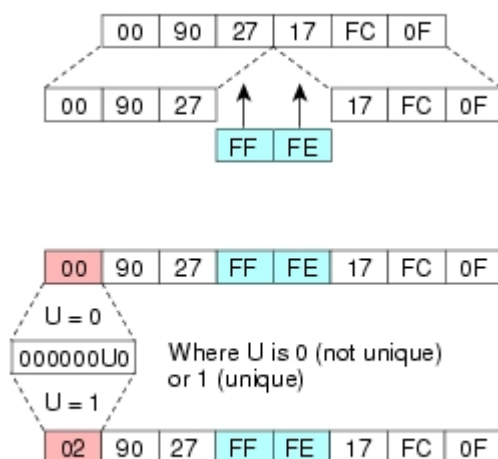 00 90 27 17 FC 0F
00 90 27 17 FC 0F
FF FE
00 90 27 FF FE 17 FC 0F
U = 0
000000U0
Where U is 0 (not unique)
or 1 (unique)
U = 1
02 90 27 FF FE 17 FC 0F